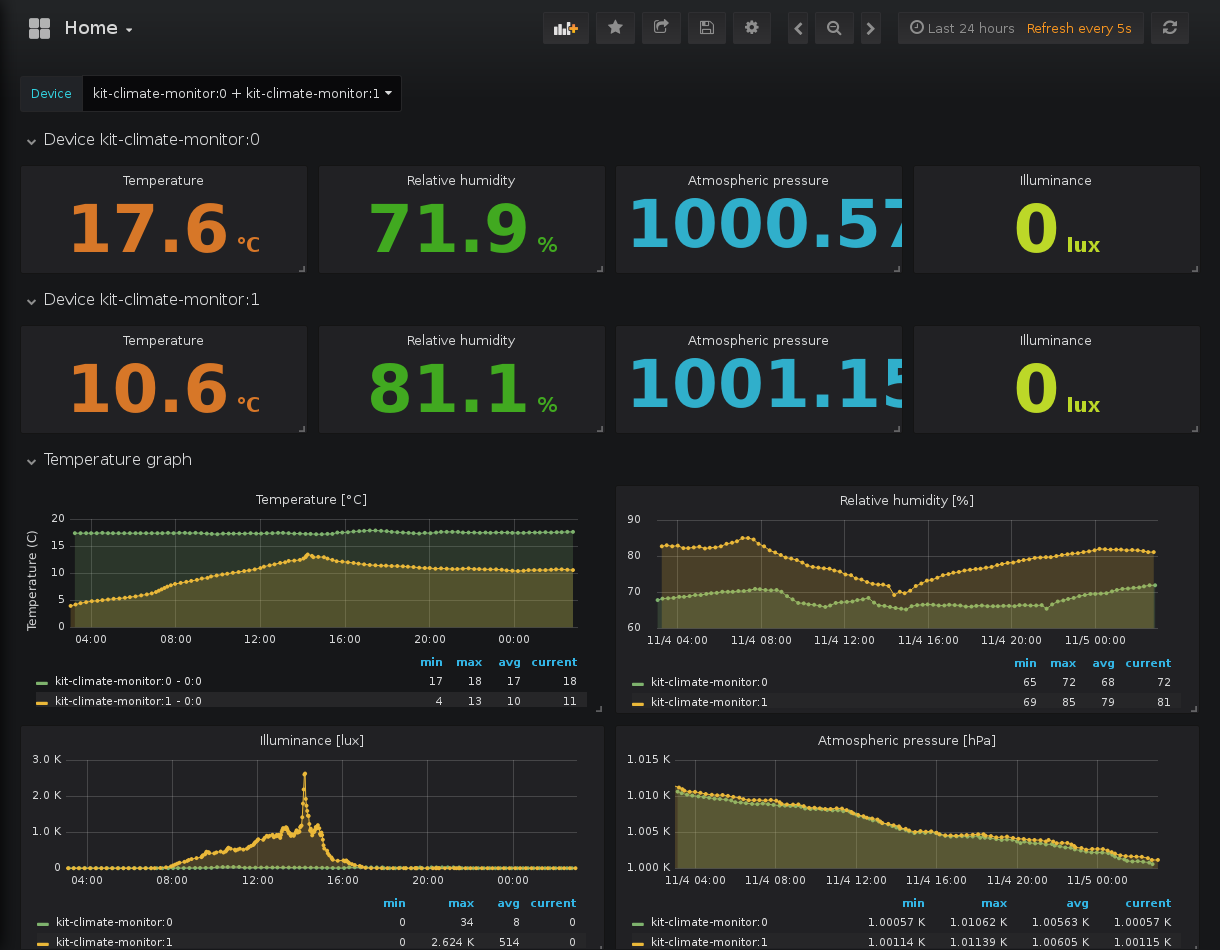 Home
Last 24 hours Refresh every 5s
Device kit-climate-monitor:0 + kit-climate-monitor:1
Device kit-climate-monitor:0
Temperature Relative humidity Atmospheric pressure Illuminance
17.6 °C 71.9 % 1000.57 0 lux
Device kit-climate-monitor:1
Temperature Relative humidity Atmospheric pressure Illuminance
10.6 °C 81.1 % 1001.15 0 lux
Temperature graph
Temperature [°C]
Temperature (C)
20
15
10
5
0
04:00 08:00 12:00 16:00 20:00 00:00
min max avg current
kit-climate-monitor:0 - 0:0 17 18 17 18
kit-climate-monitor:1 - 0:0 4 13 10 11
Relative humidity [%]
90
80
70
60
11/4 04:00 11/4 08:00 11/4 12:00 11/4 16:00 11/4 20:00 11/5 00:00
min max avg current
kit-climate-monitor:0 65 72 68 72
kit-climate-monitor:1 69 85 79 81
Illuminance [lux]
3.0 K
2.0 K
1.0 K
0
04:00 08:00 12:00 16:00 20:00 00:00
min max avg current
kit-climate-monitor:0 0 34 8 0
kit-climate-monitor:1 0 2.624 K 514 0
Atmospheric pressure [hPa]
1.015 K
1.010 K
1.005 K
1.000 K
11/4 04:00 11/4 08:00 11/4 12:00 11/4 16:00 11/4 20:00 11/5 00:00
min max avg current
kit-climate-monitor:0 1.00057 K 1.01062 K 1.00563 K 1.00057 K
kit-climate-monitor:1 1.00114 K 1.01139 K 1.00605 K 1.00115 K